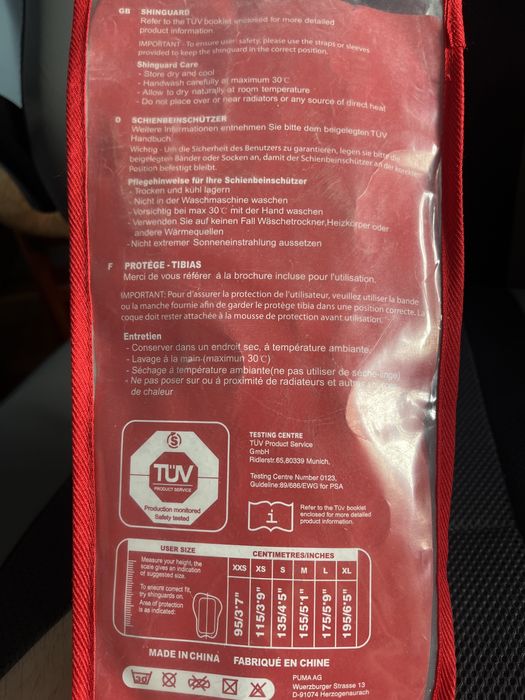 GB SHINGUARD
Refer to the TÜV booklet enclosed for more detailed
product information.
IMPORTANT - To ensure user safety, please use the straps or sleeves
provided to keep the shinguard in the correct position.
Shinguard Care
- Store dry and cool
- Handwash carefully at maximum 30°C
- Allow to dry naturally at room temperature
- Do not place over or near radiators or any source of direct heat
D SCHIENBEINSCHÜTZER
Weitere Informationen entnehmen Sie bitte dem beigelegten TÜV
Handbuch.
Wichtig - Um die Sicherheit des Benutzers zu garantieren, legen sie bitte die
beigelegten Bänder oder Socken an, damit der Schienbeinschützer an der korrekte
Position befestigt bleibt.
Pflegehinweise für Ihre Schienbeinschützer
- Trocken und kühl lagern
- Nicht in der Waschmaschine waschen
- Vorsichtig bei max 30°C mit der Hand waschen
- Verwenden Sie auf keinen Fall Wäschetrockner,Heizkörper oder
andere Wärmequellen
- Nicht extremer Sonneneinstrahlung aussetzen
F PROTÉGE - TIBIAS
Merci de vous référer à la brochure incluse pour l'utilisation.
IMPORTANT: Pour d'assurer la protection de l'utilisateur, veuillez utiliser la bande
ou la manche fournie afin de garder le protège tibia dans une position correcte. La
coque doit rester attachée à la mousse de protection avant utilisation.
Entretien
- Conserver dans un endroit sec, à température ambiante
- Lavage à la main (maximun 30°C)
- Séchage à température ambiante(ne pas utiliser de sèche-linge)
- Ne pas poser sur ou á proximité de radiateurs et autres
de chaleur
S
TÜV
PRODUCT SERVICE
Production monitored
Safety tested
TESTING CENTRE
TÜV Product Service
GmbH
Ridlerstr.65,80339 Munich,
Testing Centre Number 0123,
Guideline:89/686/EWG for PSA
i
Refer to the TÜV booklet
enclosed for more detailed
product information.
USER SIZE
Measure your height, the
scale gives an indication
of suggested size.
To ensure correct fit,
try shinguards on.
Area of protection
is as indicated:
CENTIMETRES/INCHES
XXS XS S M L XL
95/3'7" 115/3'9" 135/4'5" 155/5'1" 175/5'9" 195/6'5"
MADE IN CHINA FABRIQUÉ EN CHINE
30
PUMA AG
Wuerzburger Strasse 13
D-91074 Herzogenaurach